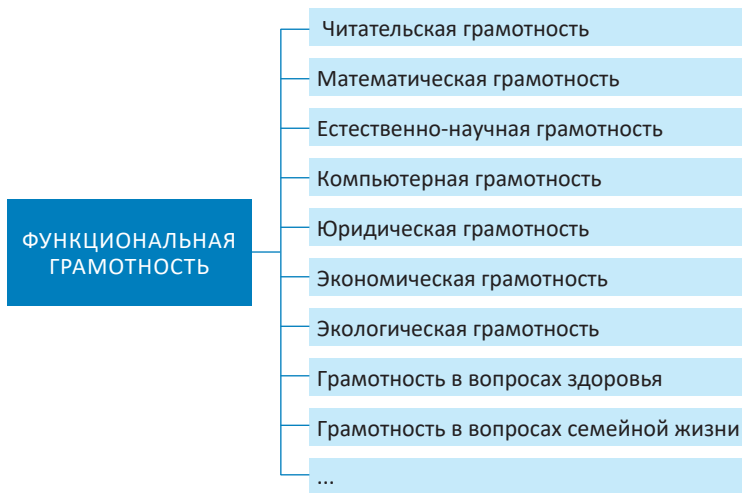 Читательская грамотность
Математическая грамотность
Естественно-научная грамотность
Компьютерная грамотность
Юридическая грамотность
ФУНКЦИОНАЛЬНАЯ
ГРАМОТНОСТЬ
Экономическая грамотность
Экологическая грамотность
Грамотность в вопросах здоровья
Грамотность в вопросах семейной жизни
...